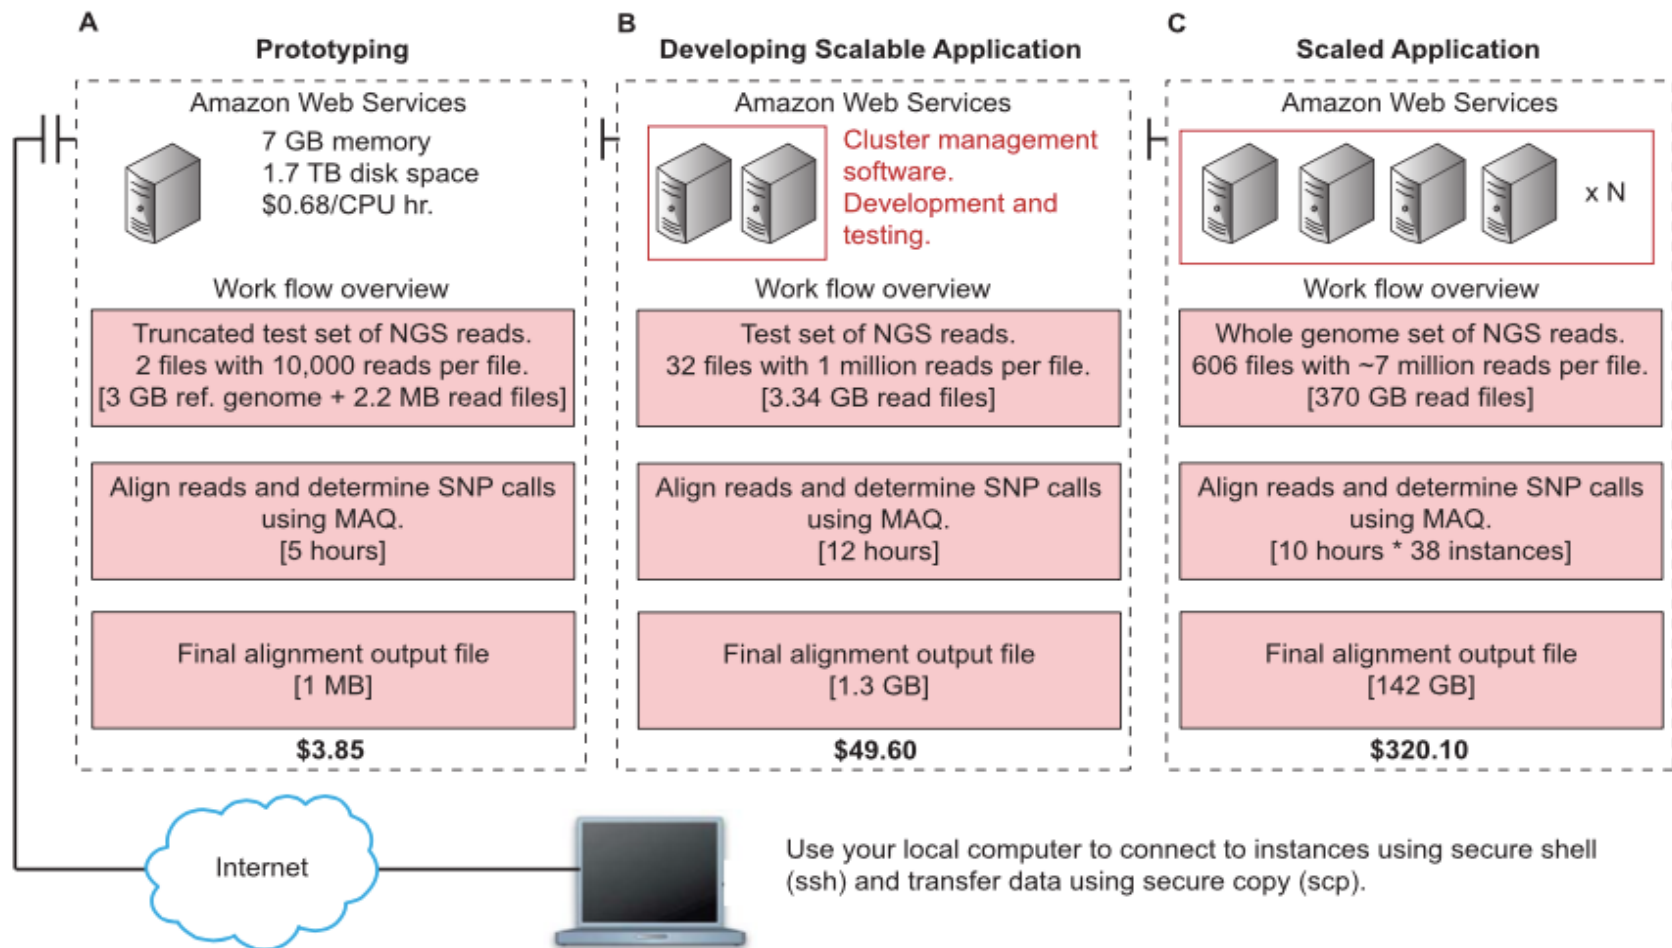 A
Prototyping
Amazon Web Services
7 GB memory
1.7 TB disk space
$0.68/CPU hr.
Work flow overview
Truncated test set of NGS reads.
2 files with 10,000 reads per file.
[3 GB ref. genome + 2.2 MB read files]
Align reads and determine SNP calls
using MAQ.
[5 hours]
Final alignment output file
[1 MB]
$3.85
B
Developing Scalable Application
Amazon Web Services
Cluster management
software.
Development and
testing.
Work flow overview
Test set of NGS reads.
32 files with 1 million reads per file.
[3.34 GB read files]
Align reads and determine SNP calls
using MAQ.
[12 hours]
Final alignment output file
[1.3 GB]
$49.60
C
Scaled Application
Amazon Web Services
x N
Work flow overview
Whole genome set of NGS reads.
606 files with ~7 million reads per file.
[370 GB read files]
Align reads and determine SNP calls
using MAQ.
[10 hours * 38 instances]
Final alignment output file
[142 GB]
$320.10
Internet
Use your local computer to connect to instances using secure shell
(ssh) and transfer data using secure copy (scp).